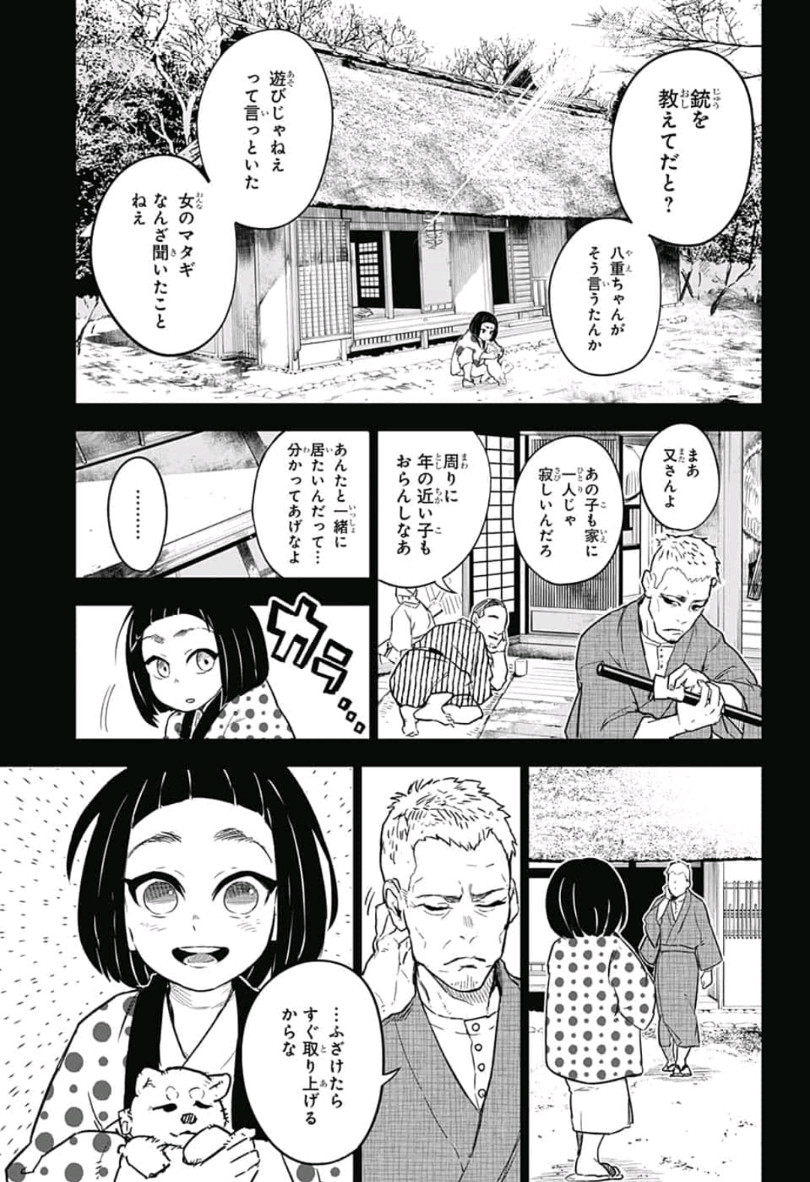 銃を
教えてだと?
八重ちゃんが
そう言うたんか
遊びじゃねえ
って言っといた
女のマタギ
なんざ聞いたこと
ねえ
まあ
又さんよ
あの子も家に
一人じゃ
寂しいんだろ
周りに
年の近い子も
おらんしなあ
あんたと一緒に
居たいんだって…
分かってあげなよ
………
カラ…
…ふざけたら
すぐ取り上げる
からな